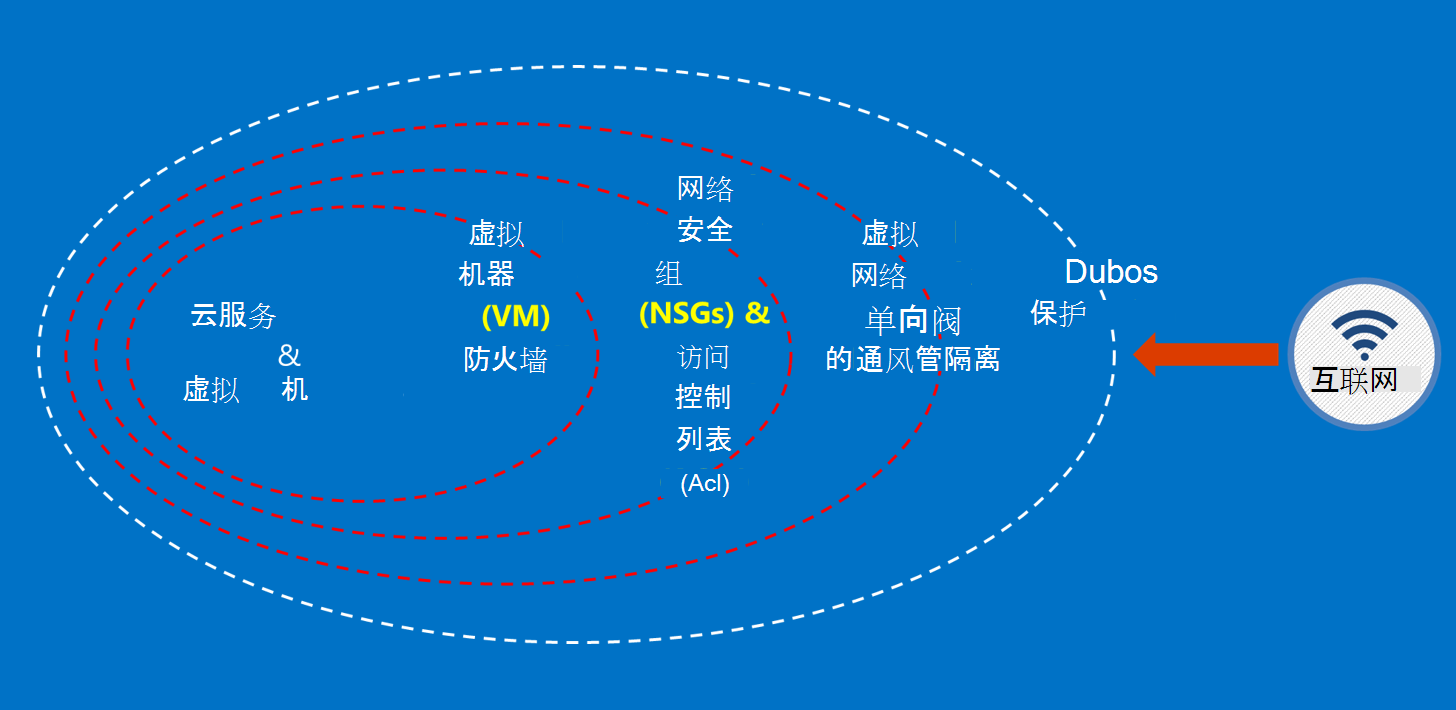 云服务
&
虚拟 机
虚拟
机器
(VM)
防火墙
网络
安全
组
(NSGs) &
访问
控制
列表
(Acl)
虚拟
网络
单向阀
的通风管隔离
Dubos
保护
互联网